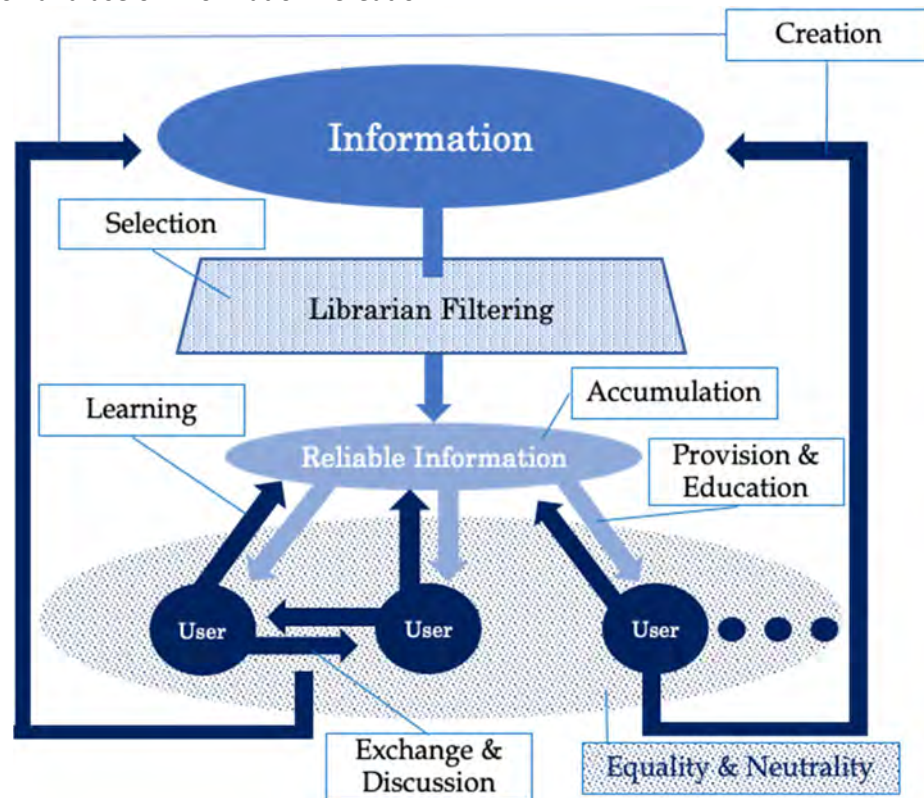 Creation
Information
Selection
Librarian Filtering
Accumulation
Learning
Reliable Information
Provision &
Education
User
User
User
Exchange &
Discussion
Equality & Neutrality